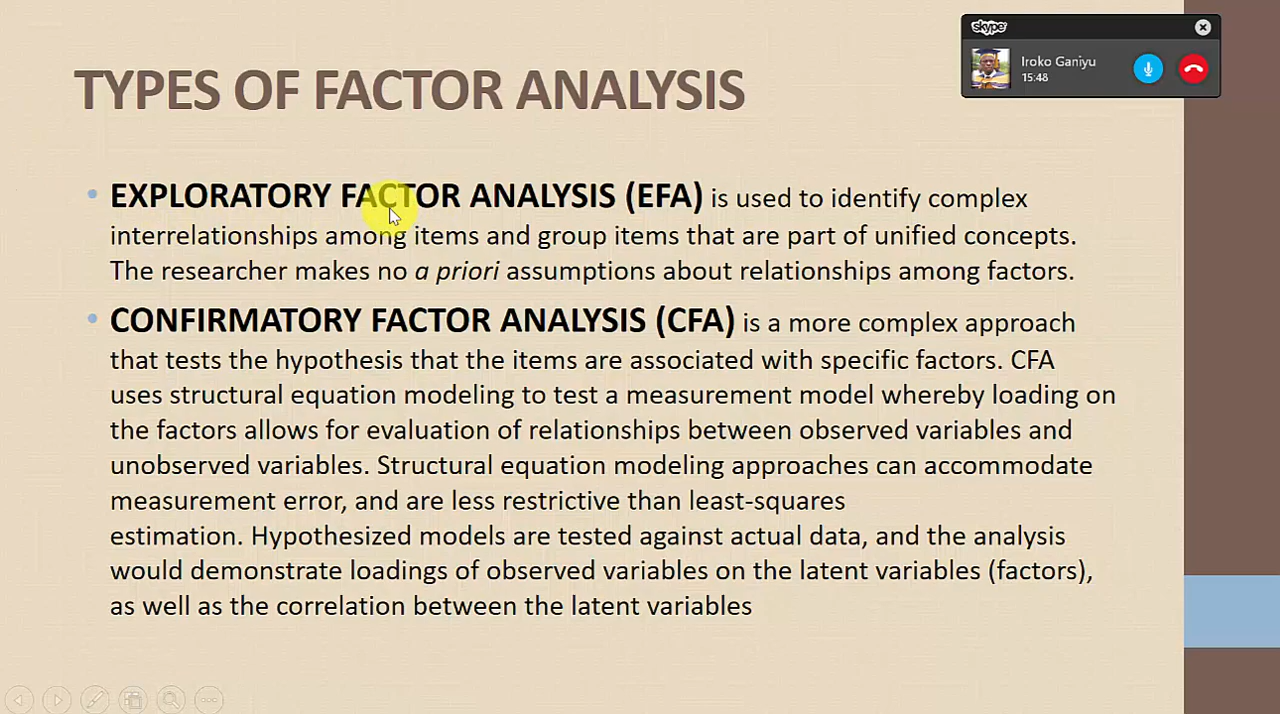 skype
Iroko Ganiyu
15:48
TYPES OF FACTOR ANALYSIS
• EXPLORATORY FACTOR ANALYSIS (EFA) is used to identify complex
interrelationships among items and group items that are part of unified concepts.
The researcher makes no a priori assumptions about relationships among factors.
• CONFIRMATORY FACTOR ANALYSIS (CFA) is a more complex approach
that tests the hypothesis that the items are associated with specific factors. CFA
uses structural equation modeling to test a measurement model whereby loading on
the factors allows for evaluation of relationships between observed variables and
unobserved variables. Structural equation modeling approaches can accommodate
measurement error, and are less restrictive than least-squares
estimation. Hypothesized models are tested against actual data, and the analysis
would demonstrate loadings of observed variables on the latent variables (factors),
as well as the correlation between the latent variables